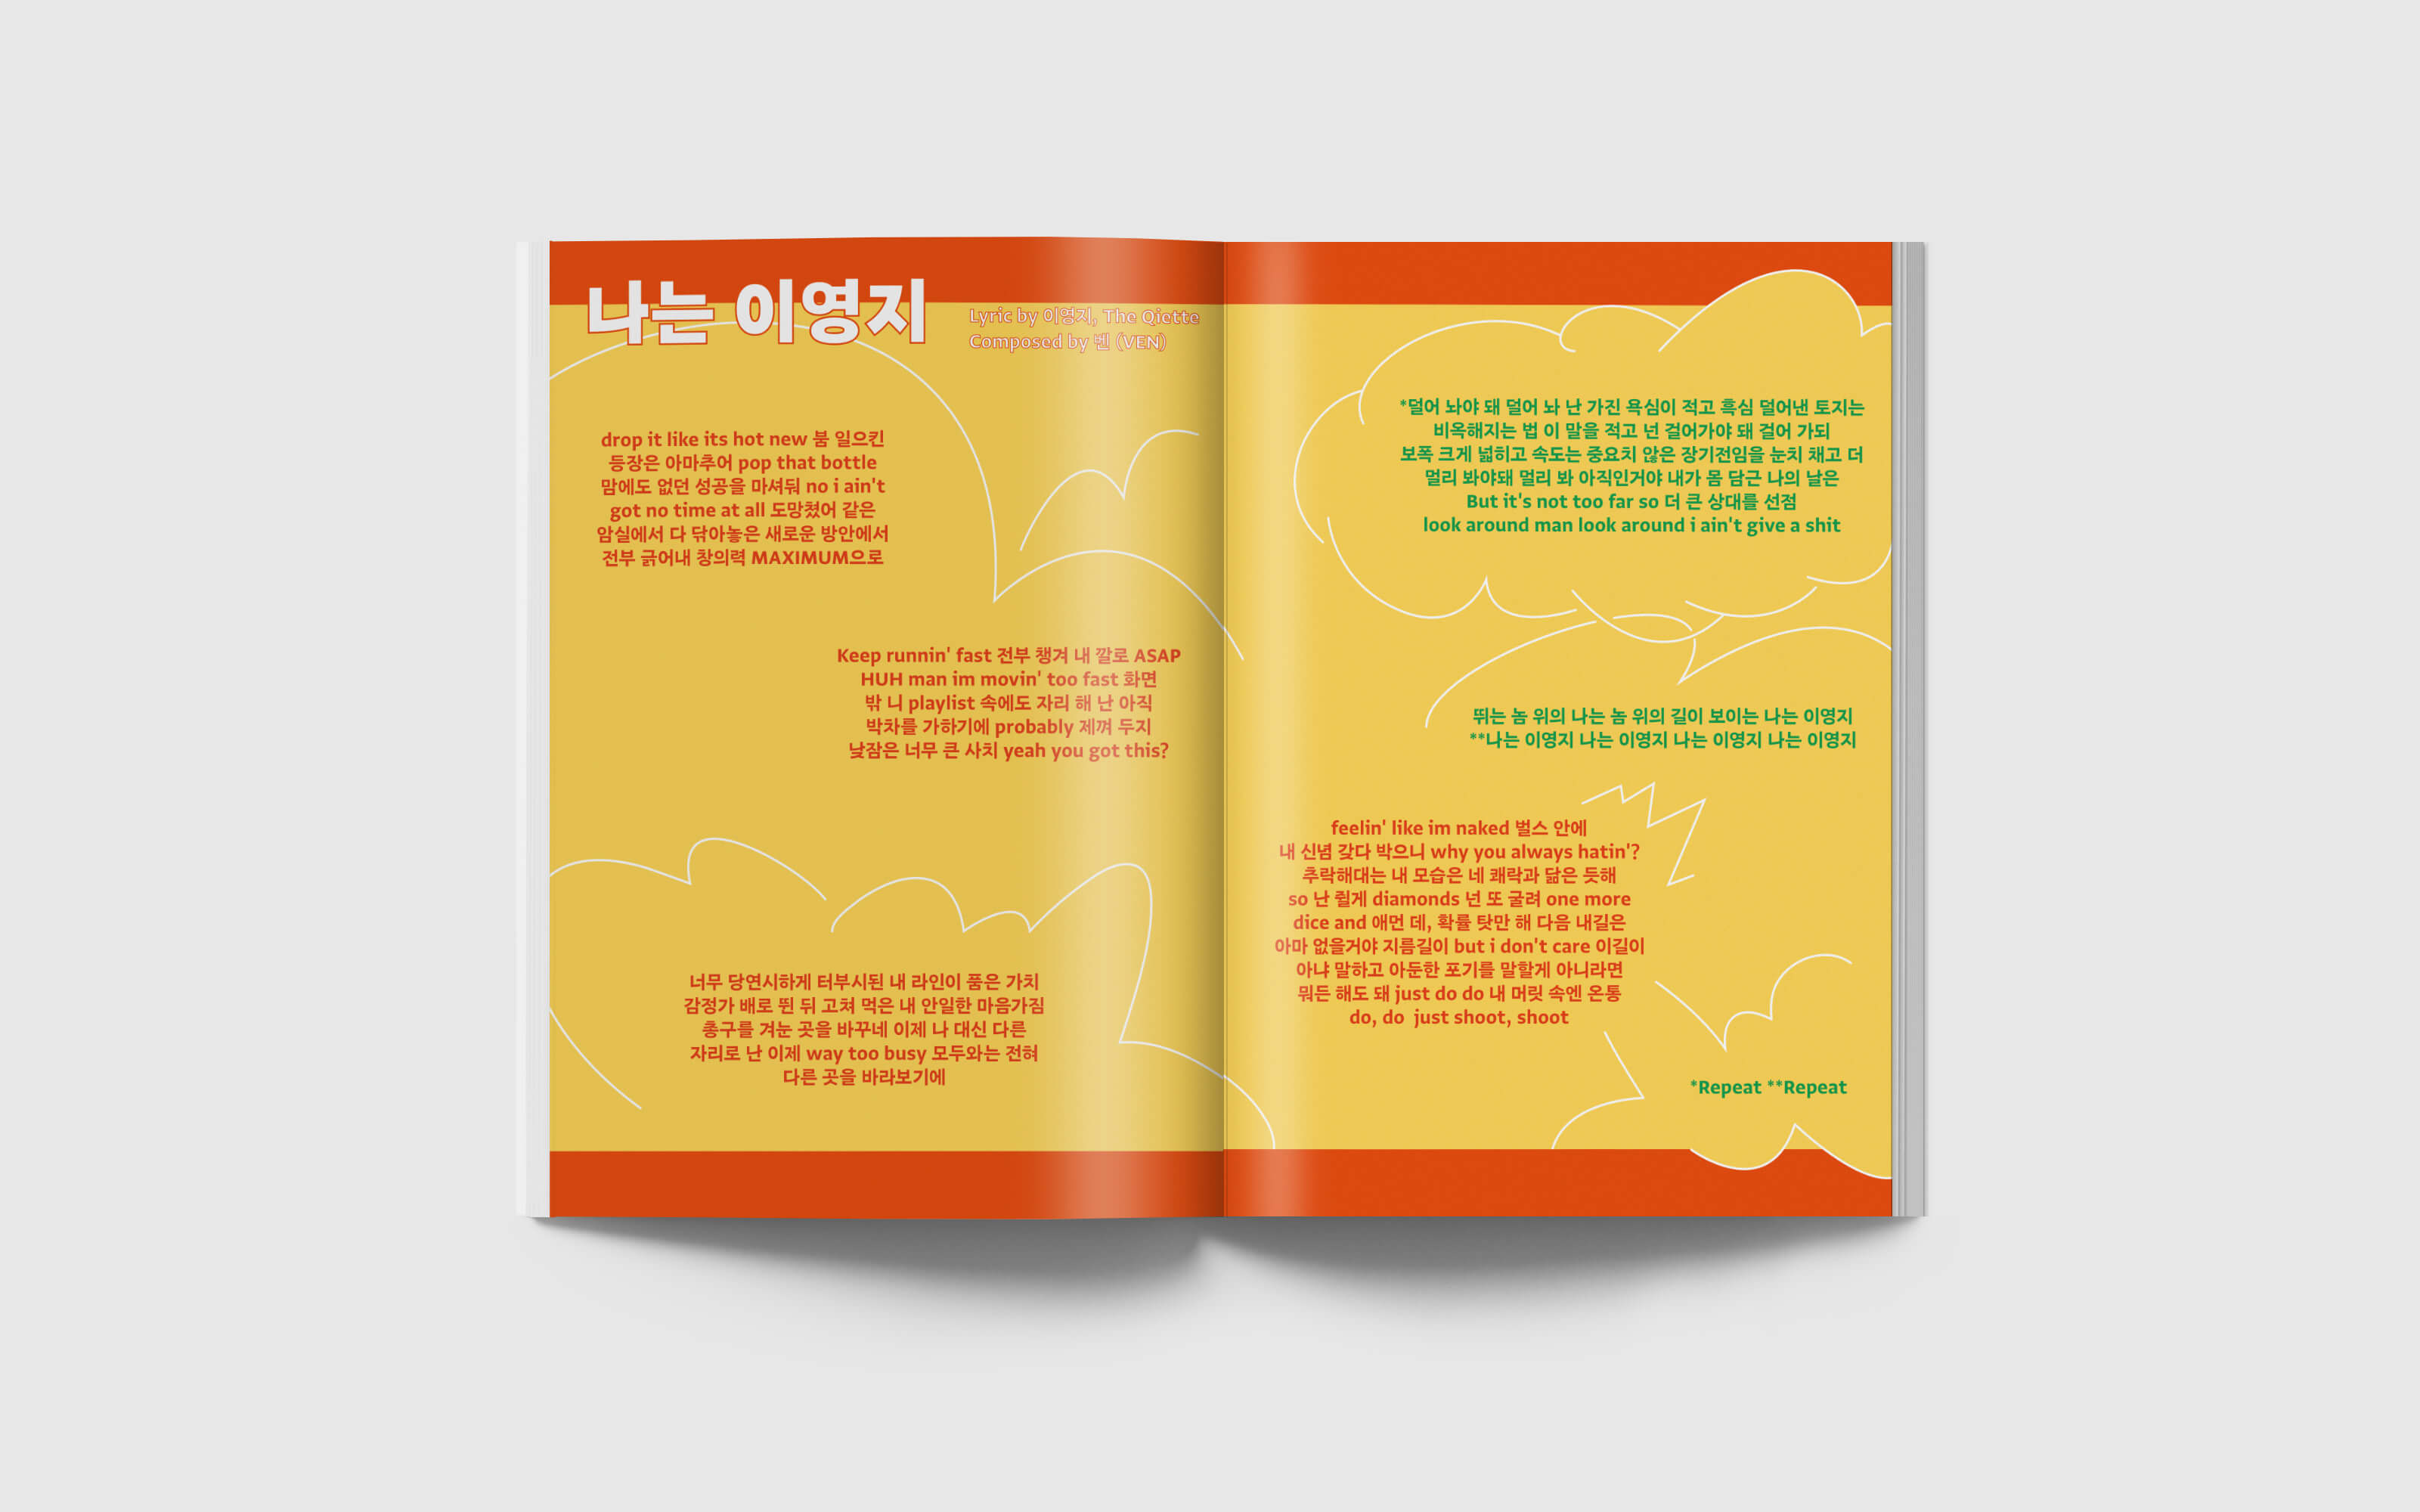 나는 이영지
Lyric by 이영지, The Qiette
Composed by 벤 (VEN)
drop it like its hot new 붐 일으킨
등장은 아마추어 pop that bottle
맘에도 없던 성공을 마셔둬 no i ain't
got no time at all 도망쳤어 같은
암실에서 다 닦아놓은 새로운 방안에서
전부 긁어내 창의력 MAXIMUM으로
Keep runnin' fast 전부 챙겨 내 깔로 ASAP
HUH man im movin' too fast 화면
밖 니 playlist 속에도 자리 해 난 아직
박차를 가하기에 probably 제껴 두지
낮잠은 너무 큰 사치 yeah you got this?
너무 당연시하게 터부시된 내 라인이 품은 가치
감정가 배로 뛴 뒤 고쳐 먹은 내 안일한 마음가짐
총구를 겨눈 곳을 바꾸네 이제 나 대신 다른
자리로 난 이제 way too busy 모두와는 전혀
다른 곳을 바라보기에
*덜어 놔야 돼 덜어 놔 난 가진 욕심이 적고 흑심 덜어낸 토지는
비옥해지는 법 이 말을 적고 넌 걸어가야 돼 걸어 가되
보폭 크게 넓히고 속도는 중요치 않은 장기전임을 눈치 채고 더
멀리 봐야돼 멀리 봐 아직인거야 내가 몸 담근 나의 날은
But it's not too far so 더 큰 상대를 선점
look around man look around i ain't give a shit
뛰는 놈 위의 나는 놈 위의 길이 보이는 나는 이영지
**나는 이영지 나는 이영지 나는 이영지 나는 이영지
feelin' like im naked 벌스 안에
내 신념 갖다 박으니 why you always hatin'?
추락해대는 내 모습은 네 쾌락과 닮은 듯해
so 난 쥘게 diamonds 넌 또 굴려 one more
dice and 애먼 데, 확률 탓만 해 다음 내길은
아마 없을거야 지름길이 but i don't care 이길이
아냐 말하고 아둔한 포기를 말할게 아니라면
뭐든 해도 돼 just do do 내 머릿 속엔 온통
do, do just shoot, shoot
*Repeat **Repeat